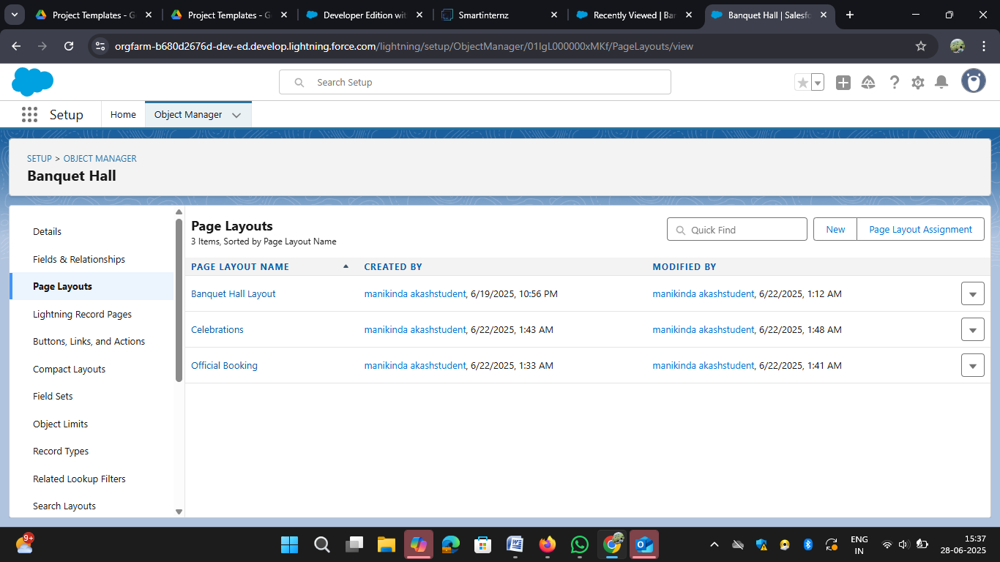 Project Templates - G
Project Templates - G
Developer Edition wit
Smartinternz
Recently Viewed | Ban
Banquet Hall | Salesfo
orgfarm-b680d2676d-dev-ed.develop.lightning.force.com/lightning/setup/ObjectManager/01IgL000000xMKf/PageLayouts/view
Search Setup
Setup
Home
Object Manager
SETUP > OBJECT MANAGER
Banquet Hall
Details
Fields & Relationships
Page Layouts
Lightning Record Pages
Buttons, Links, and Actions
Compact Layouts
Field Sets
Object Limits
Record Types
Related Lookup Filters
Search Layouts
Page Layouts
3 Items, Sorted by Page Layout Name
Quick Find
New
Page Layout Assignment
PAGE LAYOUT NAME CREATED BY MODIFIED BY
Banquet Hall Layout manikinda akashstudent, 6/19/2025, 10:56 PM manikinda akashstudent, 6/22/2025, 1:12 AM
Celebrations manikinda akashstudent, 6/22/2025, 1:43 AM manikinda akashstudent, 6/22/2025, 1:48 AM
Official Booking manikinda akashstudent, 6/22/2025, 1:33 AM manikinda akashstudent, 6/22/2025, 1:41 AM
9+
ENG
IN
15:37
28-06-2025